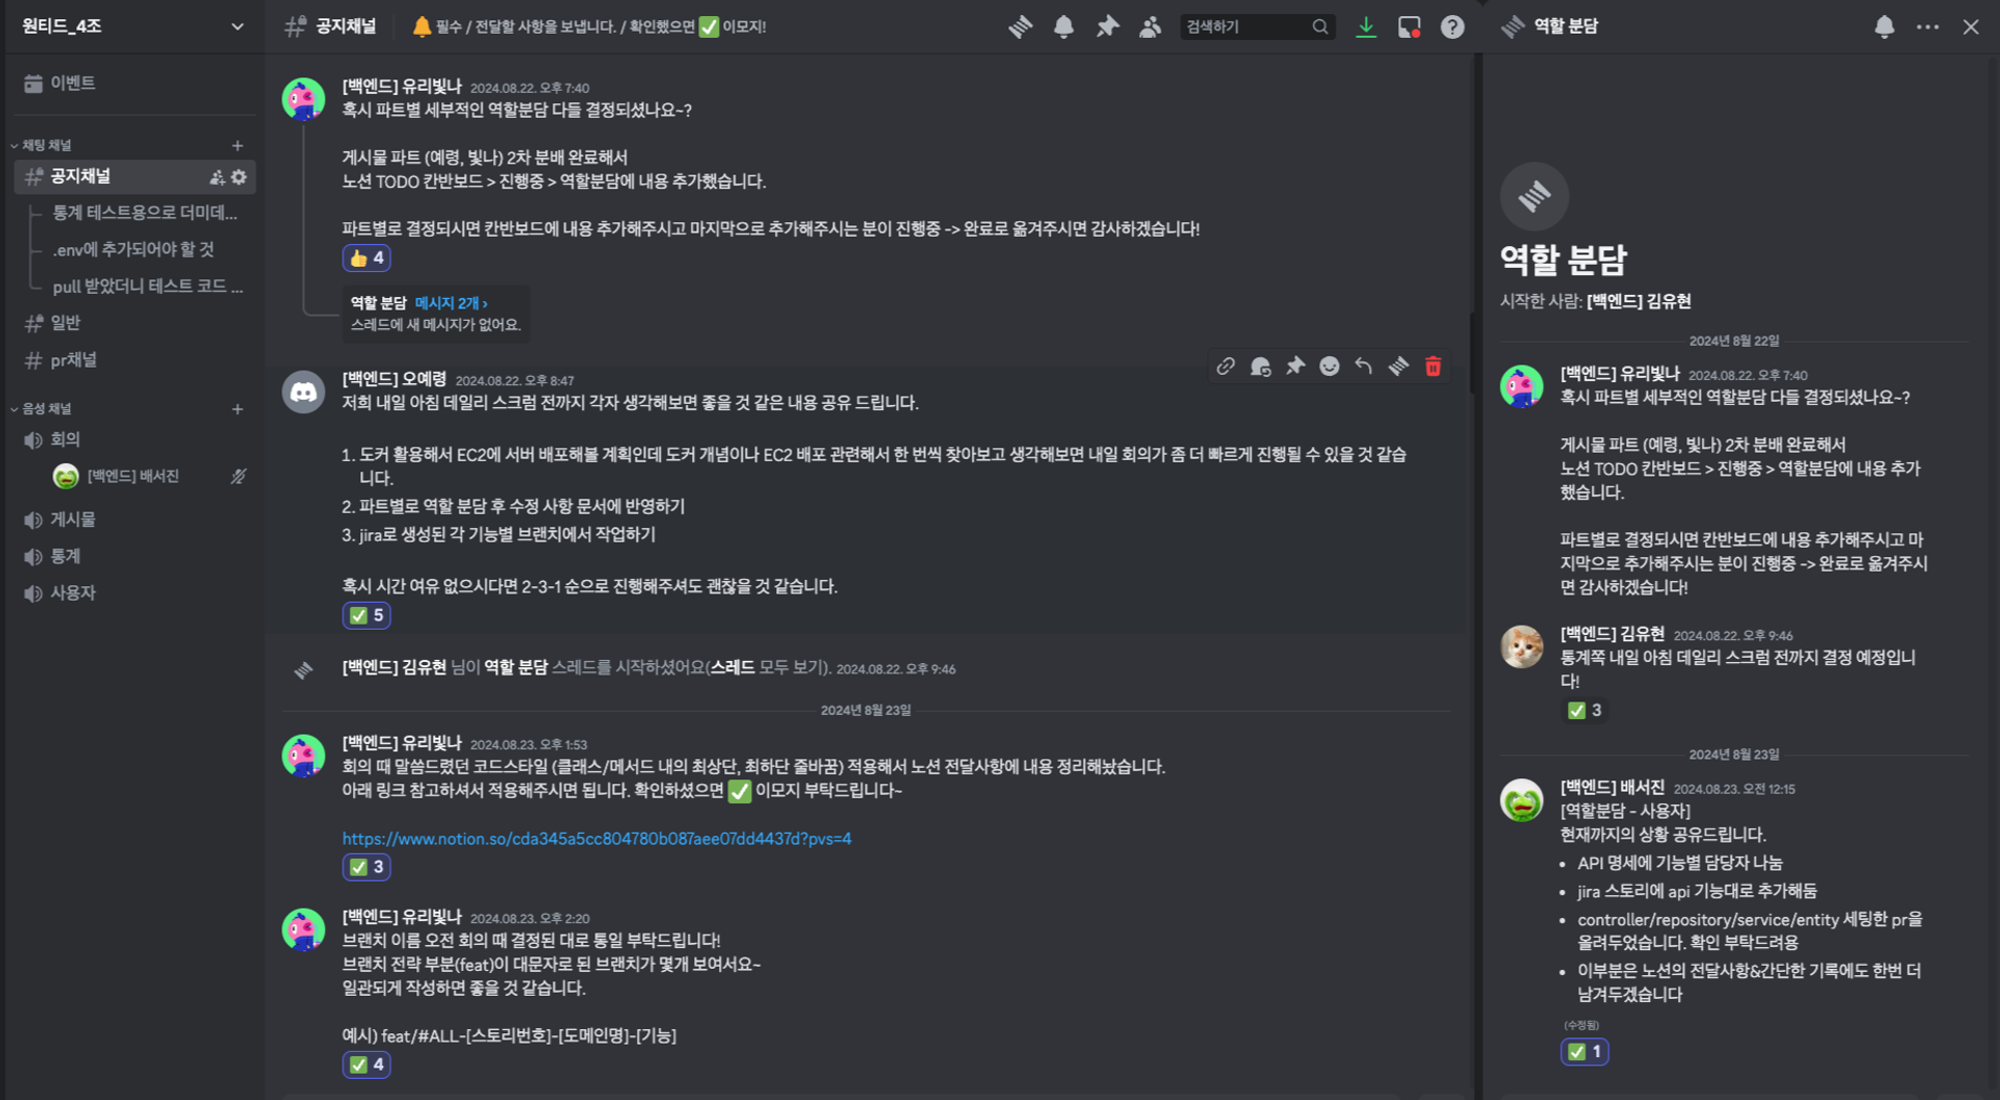 원티드_4조
이벤트
채팅 채널
공지채널
통계 테스트용으로 더미데...
.env에 추가되어야 할 것
pull 받았더니 테스트 코드 ...
일반
pr채널
음성 채널
회의
[백엔드] 배서진
게시물
통계
사용자
공지채널
필수 / 전달할 사항을 보냅니다. / 확인했으면 ✅ 이모지!
검색하기
[백엔드] 유리빛나 2024.08.22. 오후 7:40
혹시 파트별 세부적인 역할분담 다들 결정되셨나요~?
게시물 파트 (예령, 빛나) 2차 분배 완료해서
노션 TODO 칸반보드 > 진행중 > 역할분담에 내용 추가했습니다.
파트별로 결정되시면 칸반보드에 내용 추가해주시고 마지막으로 추가해주시는 분이 진행중 -> 완료로 옮겨주시면 감사하겠습니다!
👍 4
역할 분담 메시지 2개 ›
스레드에 새 메시지가 없어요.
[백엔드] 오예령 2024.08.22. 오후 8:47
저희 내일 아침 데일리 스크럼 전까지 각자 생각해보면 좋을 것 같은 내용 공유 드립니다.
1. 도커 활용해서 EC2에 서버 배포해볼 계획인데 도커 개념이나 EC2 배포 관련해서 한 번씩 찾아보고 생각해보면 내일 회의가 좀 더 빠르게 진행될 수 있을 것 같습
니다.
2. 파트별로 역할 분담 후 수정 사항 문서에 반영하기
3. jira로 생성된 각 기능별 브랜치에서 작업하기
혹시 시간 여유 없으시다면 2-3-1 순으로 진행해주셔도 괜찮을 것 같습니다.
✅ 5
[백엔드] 김유현 님이 역할 분담 스레드를 시작하셨어요(스레드 모두 보기). 2024.08.22. 오후 9:46
2024년 8월 23일
[백엔드] 유리빛나 2024.08.23. 오후 1:53
회의 때 말씀드렸던 코드스타일 (클래스/메서드 내의 최상단, 최하단 줄바꿈) 적용해서 노션 전달사항에 내용 정리해놨습니다.
아래 링크 참고하셔서 적용해주시면 됩니다. 확인하셨으면 ✅ 이모지 부탁드립니다~
https://www.notion.so/cda345a5cc804780b087aee07dd4437d?pvs=4
✅ 3
[백엔드] 유리빛나 2024.08.23. 오후 2:20
브랜치 이름 오전 회의 때 결정된 대로 통일 부탁드립니다!
브랜치 전략 부분(feat)이 대문자로 된 브랜치가 몇개 보여서요~
일관되게 작성하면 좋을 것 같습니다.
예시) feat/#ALL-[스토리번호]-[도메인명]-[기능]
✅ 4
역할 분담
역할 분담
시작한 사람: [백엔드] 김유현
2024년 8월 22일
[백엔드] 유리빛나 2024.08.22. 오후 7:40
혹시 파트별 세부적인 역할분담 다들 결정되셨나요~?
게시물 파트 (예령, 빛나) 2차 분배 완료해서
노션 TODO 칸반보드 > 진행중 > 역할분담에 내용 추가
했습니다.
파트별로 결정되시면 칸반보드에 내용 추가해주시고 마
지막으로 추가해주시는 분이 진행중 -> 완료로 옮겨주시
면 감사하겠습니다!
[백엔드] 김유현 2024.08.22. 오후 9:46
통계쪽 내일 아침 데일리 스크럼 전까지 결정 예정입니
다!
✅ 3
2024년 8월 23일
[백엔드] 배서진 2024.08.23. 오전 12:15
[역할분담 - 사용자]
현재까지의 상황 공유드립니다.
• API 명세에 기능별 담당자 나눔
• jira 스토리에 api 기능대로 추가해둠
• controller/repository/service/entity 세팅한 pr을
올려두었습니다. 확인 부탁드려용
• 이부분은 노션의 전달사항&간단한 기록에도 한번 더
남겨두겠습니다
(수정됨)
✅ 1